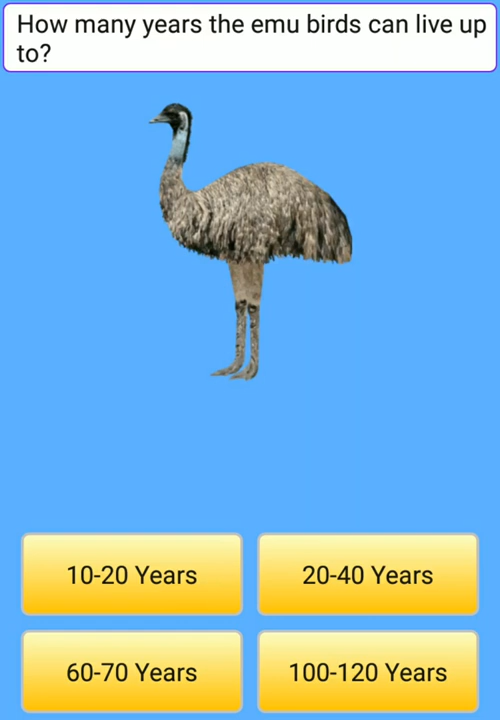 How many years the emu birds can live up
to?
10-20 Years
20-40 Years
60-70 Years
100-120 Years